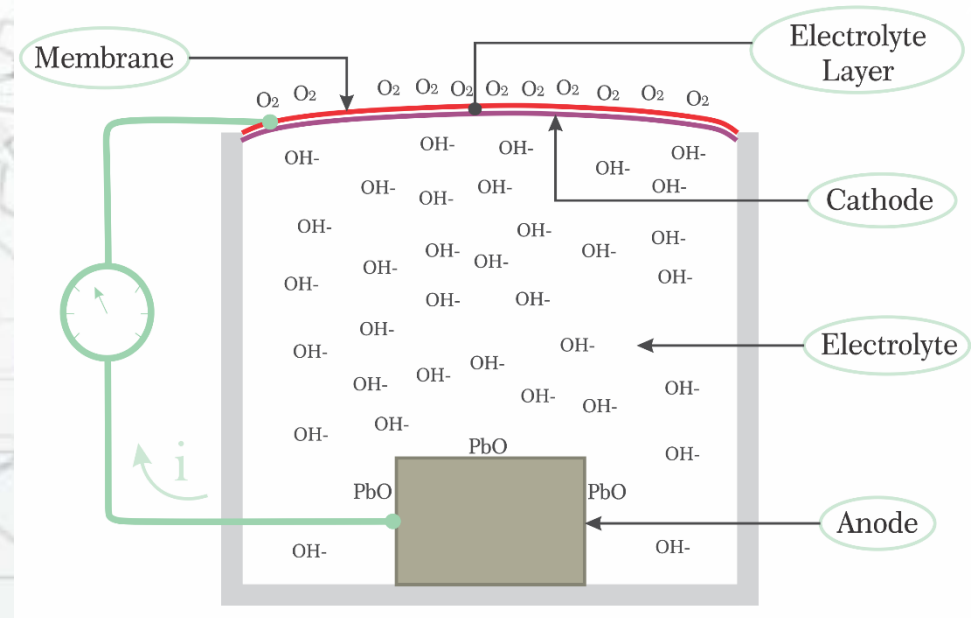 Membrane
Electrolyte
Layer
O2 O2 O2 O2 O2 O2 O2 O2 O2 O2 O2
OH- OH- OH- OH- OH-
OH- OH- OH- OH-
OH- OH-
Cathode
OH- OH- OH-
OH- OH- OH- OH-
OH- OH- OH-
OH- OH-
Electrolyte
OH- OH-
OH- OH- OH- OH-
OH- OH-
OH- OH-
PbO
OH-
i
PbO PbO
Anode
OH- OH-